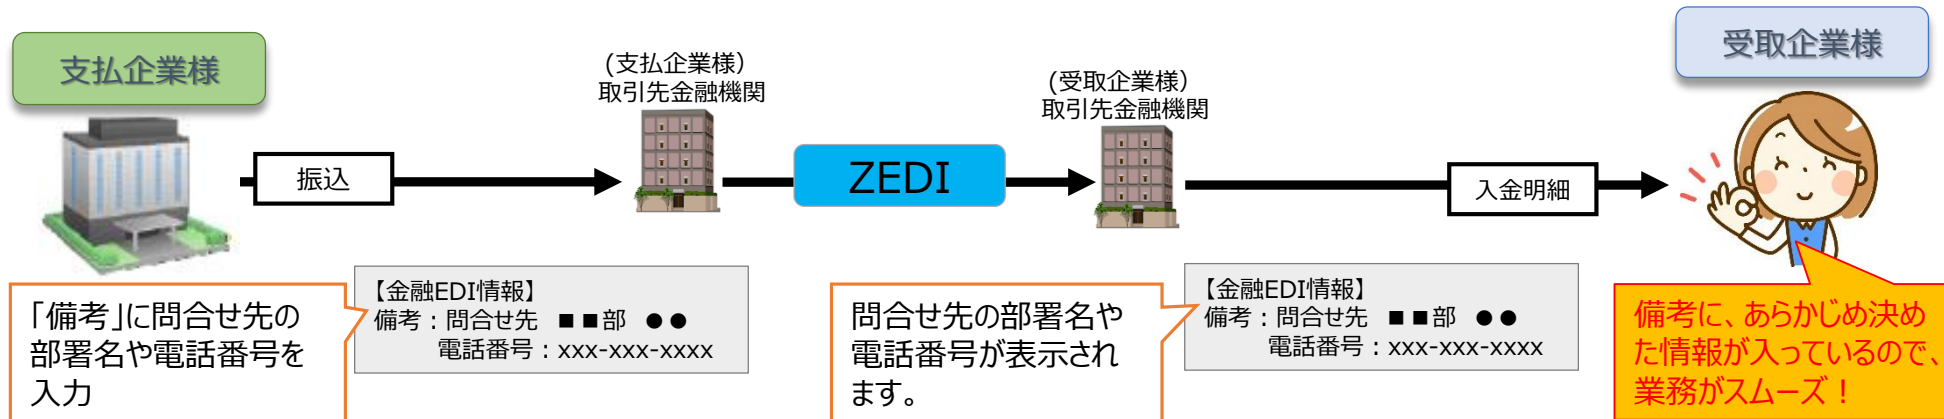 支払企業様
(支払企業様)
取引先金融機関
(受取企業様)
取引先金融機関
受取企業様
振込
ZEDI
入金明細
「備考」に問合せ先の
部署名や電話番号を
入力
【金融EDI情報】
備考：問合せ先　■■部　●●
電話番号：xxx-xxx-xxxx
問合せ先の部署名や
電話番号が表示され
ます。
【金融EDI情報】
備考：問合せ先　■■部　●●
電話番号：xxx-xxx-xxxx
備考に、あらかじめ決め
た情報が入っているので、
業務がスムーズ！